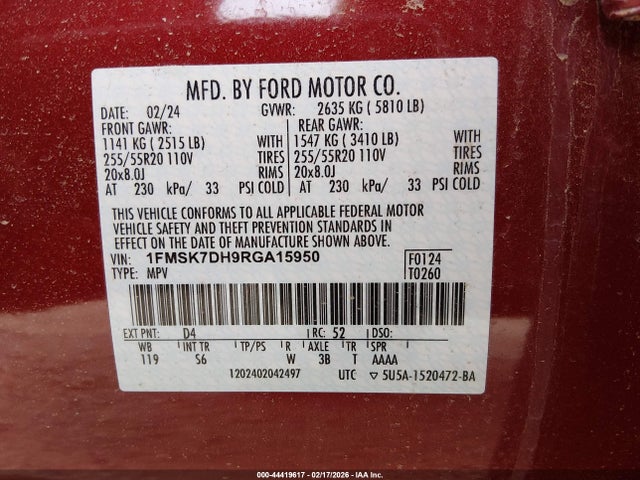 MFD. BY FORD MOTOR CO.
DATE: 02/24 GVWR: 2635 KG ( 5810 LB)
FRONT GAWR: REAR GAWR:
1141 KG ( 2515 LB) WITH 1547 KG ( 3410 LB) WITH
255/55R20 110V TIRES 255/55R20 110V TIRES
20x8.0J RIMS 20x8.0J RIMS
AT 230 kPa/ 33 PSI COLD AT 230 kPa/ 33 PSI COLD
THIS VEHICLE CONFORMS TO ALL APPLICABLE FEDERAL MOTOR
VEHICLE SAFETY AND THEFT PREVENTION STANDARDS IN
EFFECT ON THE DATE OF MANUFACTURE SHOWN ABOVE.
VIN: 1FMSK7DH9RGA15950 F0124
TYPE: MPV T0260
EXT PNT: D4 RC: 52 DSO:
WB INT TR TP/PS R AXLE TR SPR
119 S6 W 3B T AAAA
1202402042497 UTC ▽ 5U5A-1520472-BA
000-44419617 - 02/17/2026 - IAA Inc.